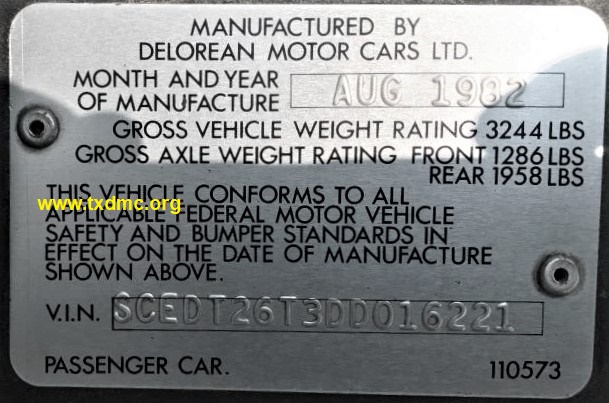 MANUFACTURED BY
DELOREAN MOTOR CARS LTD.
MONTH AND YEAR
OF MANUFACTURE AUG 1982
GROSS VEHICLE WEIGHT RATING 3244 LBS
GROSS AXLE WEIGHT RATING FRONT 1286 LBS
REAR 1958 LBS
THIS VEHICLE CONFORMS TO ALL
www.txdmc.org
APPLICABLE FEDERAL MOTOR VEHICLE
SAFETY AND BUMPER STANDARDS IN
EFFECT ON THE DATE OF MANUFACTURE
SHOWN ABOVE.
V.I.N. SCEDT26T3DD016221
PASSENGER CAR. 110573